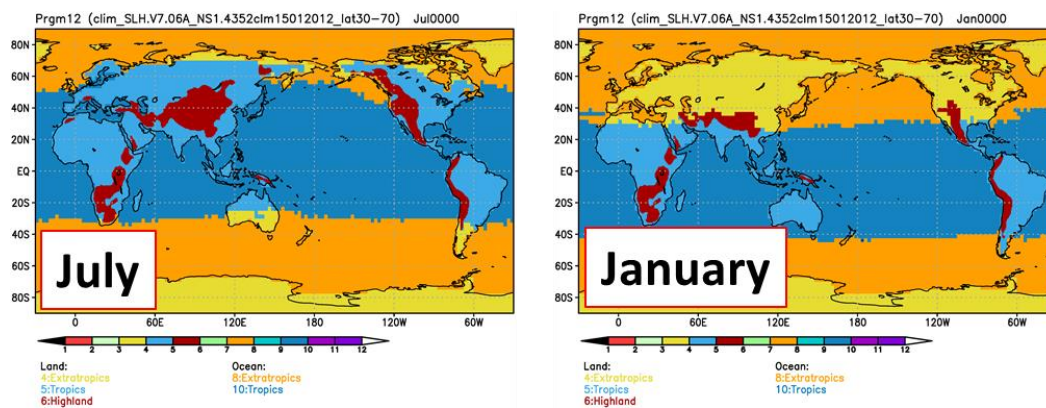 Prgm12 (clim_SLH.V7.06A_NS1.4352clm15012012_lat30-70) Jul0000
80N
60N
40N
20N
EQ
20S
40S
60S
80S
July
0 60E 120E 180 120W 60W
1 2 3 4 5 6 7 8 9 10 11 12
Land: Ocean:
4:Extratropics 8:Extratropics
5:Tropics 10:Tropics
6:Highland
Prgm12 (clim_SLH.V7.06A_NS1.4352clm15012012_lat30-70) Jan0000
80N
60N
40N
20N
EQ
20S
40S
60S
80S
January
0 60E 120E 180 120W 60W
1 2 3 4 5 6 7 8 9 10 11 12
Land: Ocean:
4:Extratropics 8:Extratropics
5:Tropics 10:Tropics
6:Highland